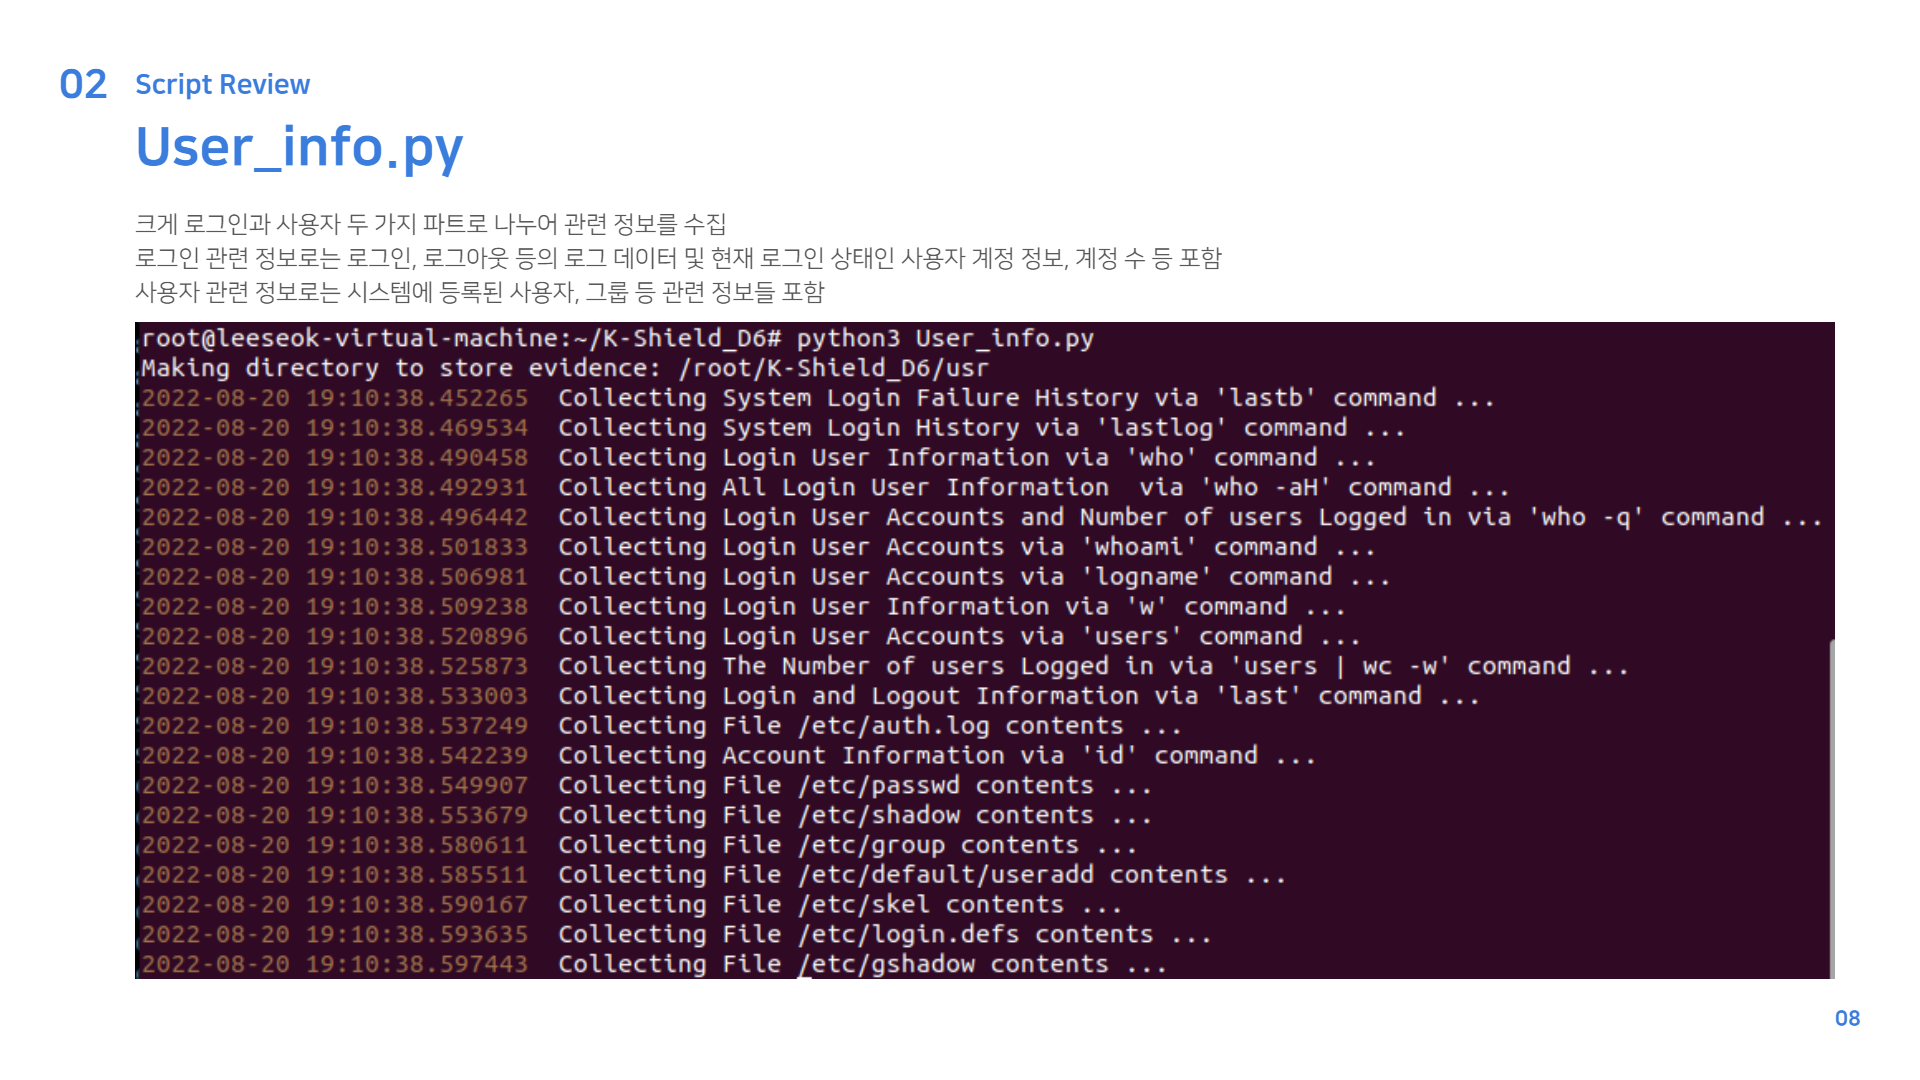 02 Script Review
User_info.py
크게 로그인과 사용자 두 가지 파트로 나누어 관련 정보를 수집
로그인 관련 정보로는 로그인, 로그아웃 등의 로그 데이터 및 현재 로그인 상태인 사용자 계정 정보, 계정 수 등 포함
사용자 관련 정보로는 시스템에 등록된 사용자, 그룹 등 관련 정보들 포함
root@leeseok-virtual-machine:~/K-Shield_D6# python3 User_info.py
Making directory to store evidence: /root/K-Shield_D6/usr
2022-08-20 19:10:38.452265  Collecting System Login Failure History via 'lastb' command ...
2022-08-20 19:10:38.469534  Collecting System Login History via 'lastlog' command ...
2022-08-20 19:10:38.490458  Collecting Login User Information via 'who' command ...
2022-08-20 19:10:38.492931  Collecting All Login User Information  via 'who -aH' command ...
2022-08-20 19:10:38.496442  Collecting Login User Accounts and Number of users Logged in via 'who -q' command ...
2022-08-20 19:10:38.501833  Collecting Login User Accounts via 'whoami' command ...
2022-08-20 19:10:38.506981  Collecting Login User Accounts via 'logname' command ...
2022-08-20 19:10:38.509238  Collecting Login User Information via 'w' command ...
2022-08-20 19:10:38.520896  Collecting Login User Accounts via 'users' command ...
2022-08-20 19:10:38.525873  Collecting The Number of users Logged in via 'users | wc -w' command ...
2022-08-20 19:10:38.533003  Collecting Login and Logout Information via 'last' command ...
2022-08-20 19:10:38.537249  Collecting File /etc/auth.log contents ...
2022-08-20 19:10:38.542239  Collecting Account Information via 'id' command ...
2022-08-20 19:10:38.549907  Collecting File /etc/passwd contents ...
2022-08-20 19:10:38.553679  Collecting File /etc/shadow contents ...
2022-08-20 19:10:38.580611  Collecting File /etc/group contents ...
2022-08-20 19:10:38.585511  Collecting File /etc/default/useradd contents ...
2022-08-20 19:10:38.590167  Collecting File /etc/skel contents ...
2022-08-20 19:10:38.593635  Collecting File /etc/login.defs contents ...
2022-08-20 19:10:38.597443  Collecting File /etc/gshadow contents ...
08